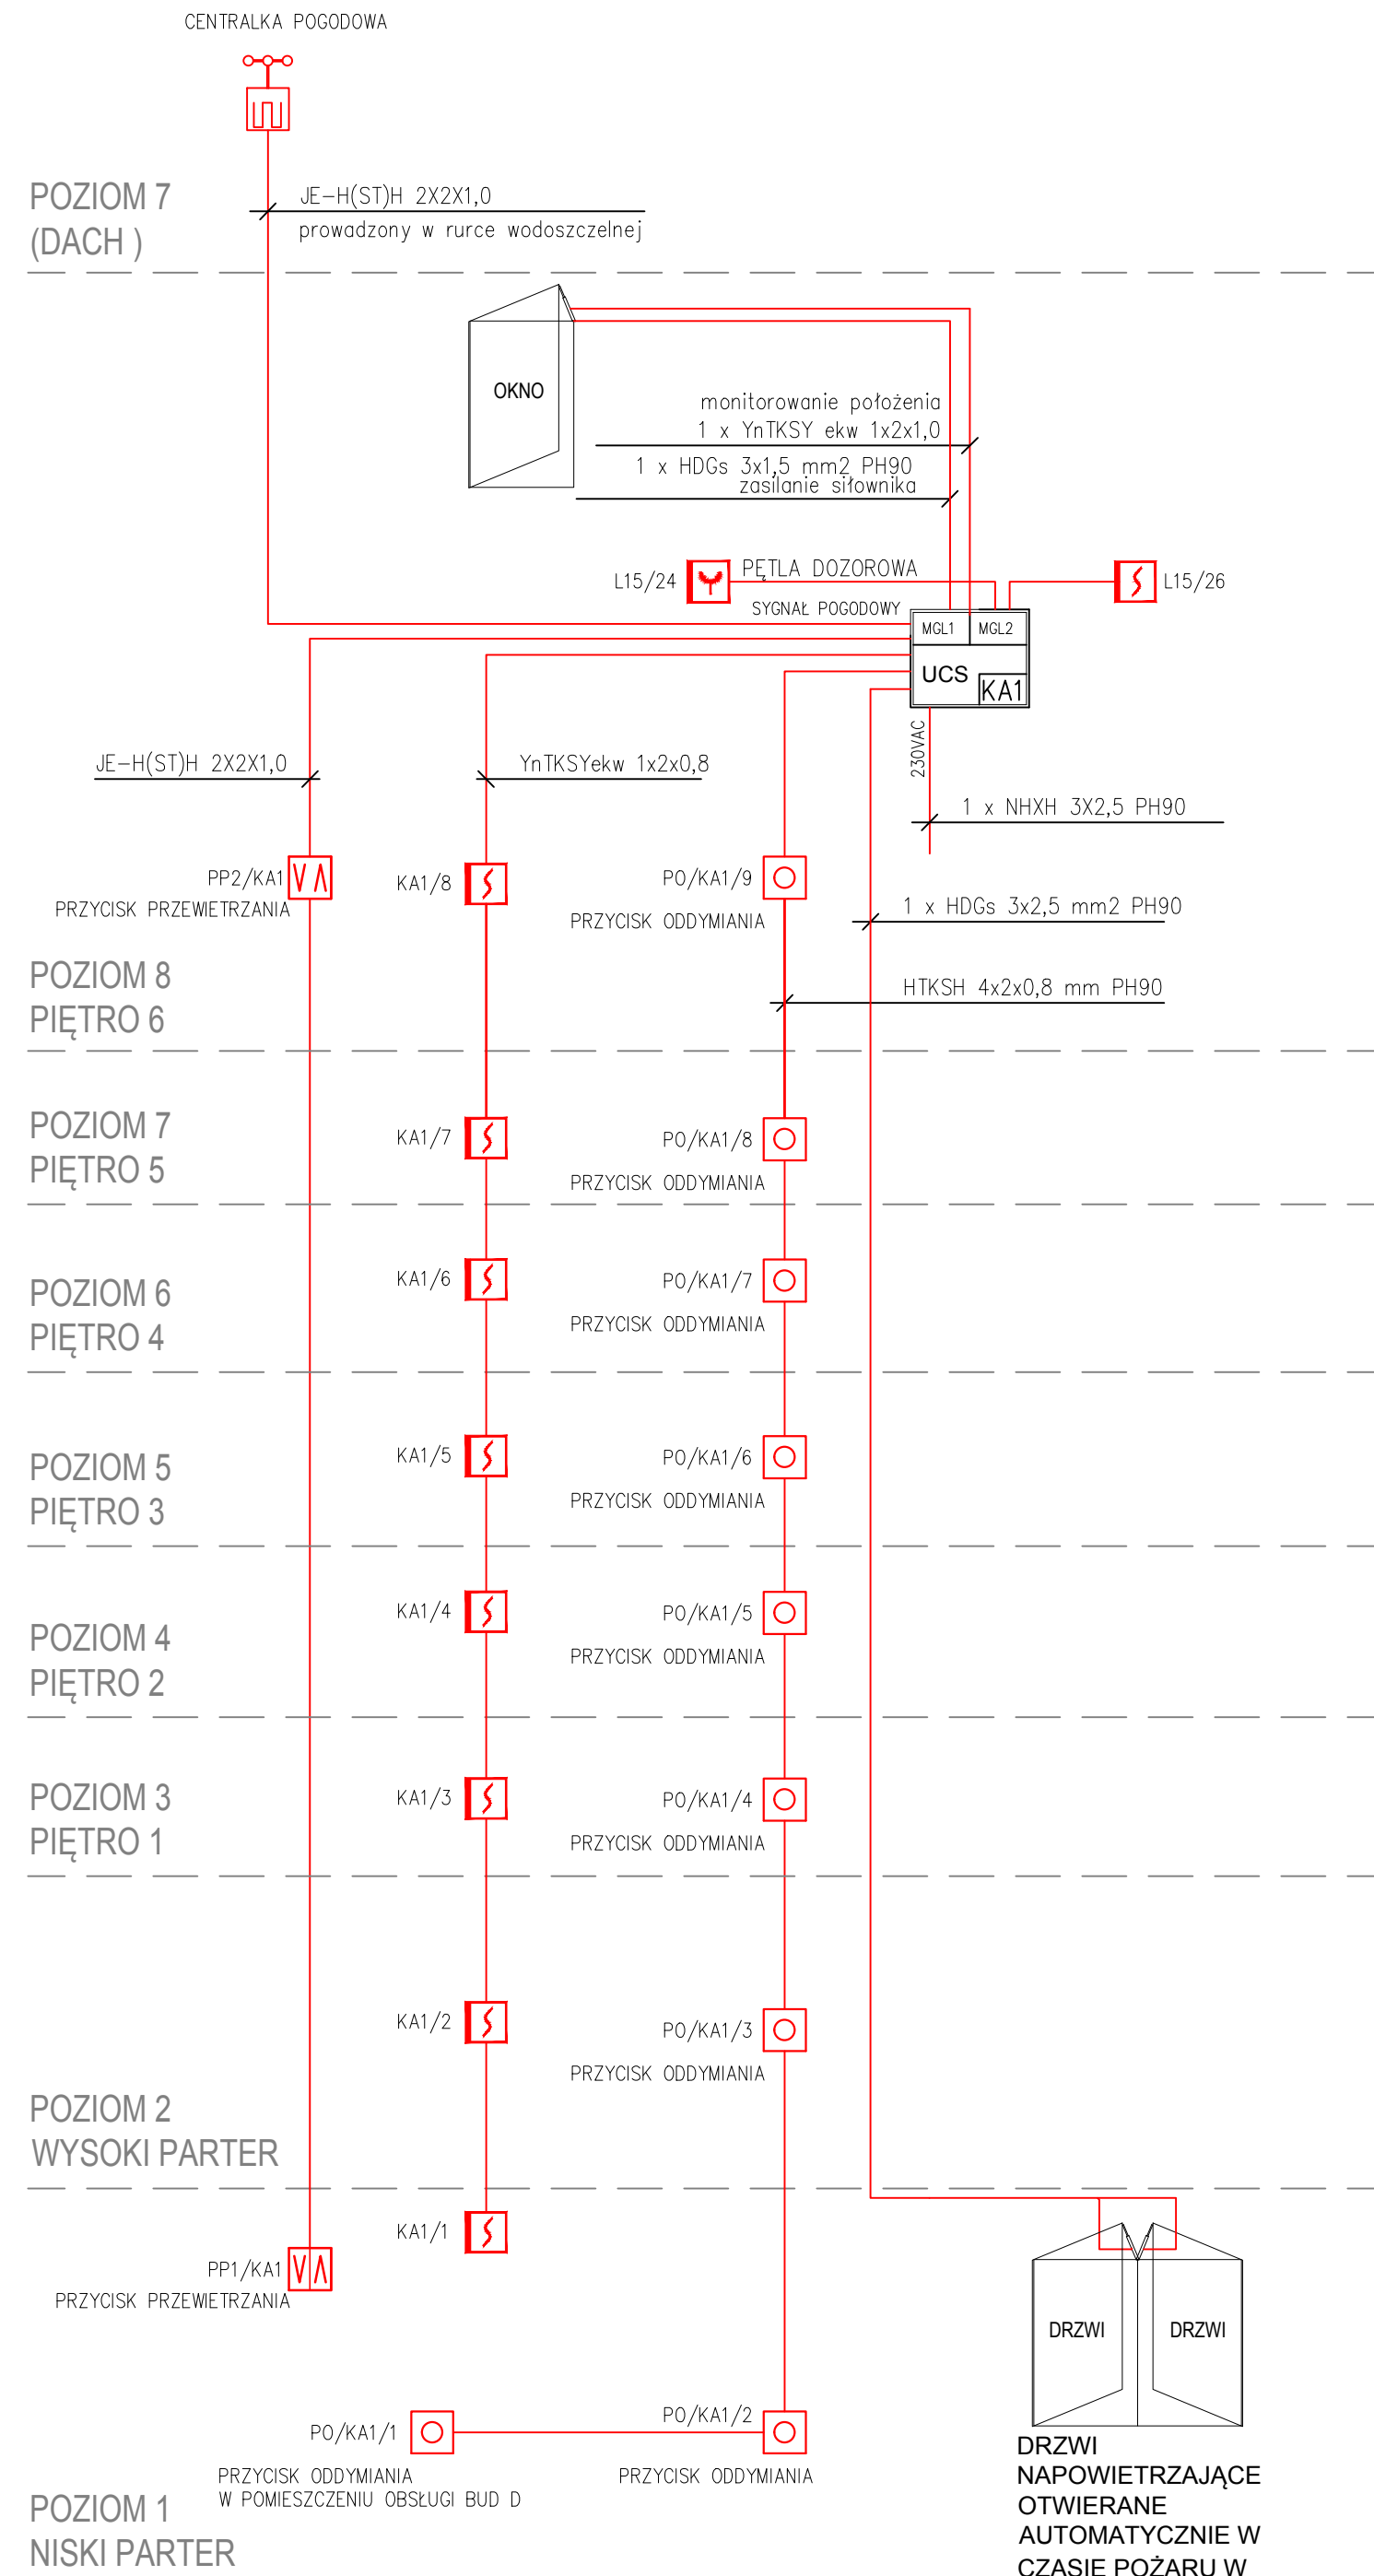 CENTRALKA POGODOWA
POZIOM 7
(DACH )
JE-H(ST)H 2X2X1,0
prowadzony w rurce wodoszczelnej
OKNO
monitorowanie położenia
1 x YnTKSY ekw 1x2x1,0
1 x HDGs 3x1,5 mm2 PH90
zasilanie siłownika
L15/24
PĘTLA DOZOROWA
L15/26
SYGNAŁ POGODOWY
MGL1
MGL2
UCS
KA1
230VAC
JE-H(ST)H 2X2X1,0
YnTKSYekw 1x2x0,8
1 x NHXH 3X2,5 PH90
PP2/KA1
PRZYCISK PRZEWIETRZANIA
KA1/8
PO/KA1/9
PRZYCISK ODDYMIANIA
1 x HDGs 3x2,5 mm2 PH90
HTKSH 4x2x0,8 mm PH90
POZIOM 8
PIĘTRO 6
POZIOM 7
PIĘTRO 5
KA1/7
PO/KA1/8
PRZYCISK ODDYMIANIA
POZIOM 6
PIĘTRO 4
KA1/6
PO/KA1/7
PRZYCISK ODDYMIANIA
POZIOM 5
PIĘTRO 3
KA1/5
PO/KA1/6
PRZYCISK ODDYMIANIA
POZIOM 4
PIĘTRO 2
KA1/4
PO/KA1/5
PRZYCISK ODDYMIANIA
POZIOM 3
PIĘTRO 1
KA1/3
PO/KA1/4
PRZYCISK ODDYMIANIA
KA1/2
PO/KA1/3
PRZYCISK ODDYMIANIA
POZIOM 2
WYSOKI PARTER
KA1/1
PP1/KA1
PRZYCISK PRZEWIETRZANIA
DRZWI
DRZWI
PO/KA1/1
PRZYCISK ODDYMIANIA
W POMIESZCZENIU OBSŁUGI BUD D
PO/KA1/2
PRZYCISK ODDYMIANIA
POZIOM 1
NISKI PARTER
DRZWI
NAPOWIETRZAJĄCE
OTWIERANE
AUTOMATYCZNIE W
CZASIE POŻARU W